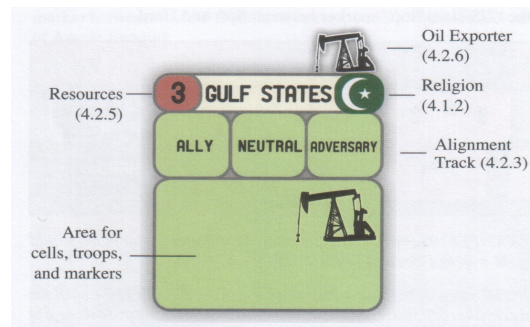 Oil Exporter
(4.2.6)
Resources
(4.2.5)
3 GULF STATES
Religion
(4.1.2)
ALLY NEUTRAL ADVERSARY
Alignment
Track (4.2.3)
Area for
cells, troops,
and markers